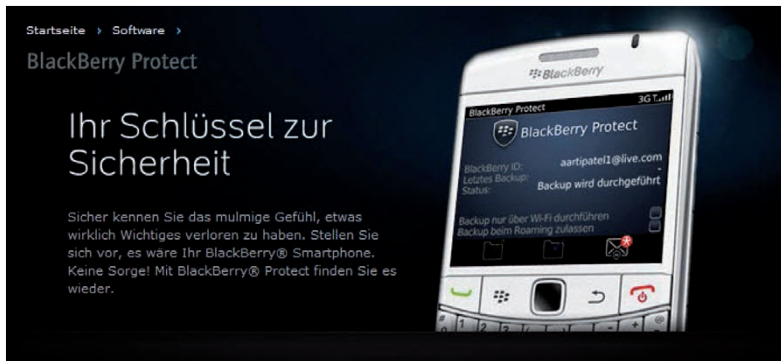 Startseite › Software ›
BlackBerry Protect
Ihr Schlüssel zur
Sicherheit
Sicher kennen Sie das mulmige Gefühl, etwas
wirklich Wichtiges verloren zu haben. Stellen Sie
sich vor, es wäre Ihr BlackBerry® Smartphone.
Keine Sorge! Mit BlackBerry® Protect finden Sie es
wieder.
BlackBerry
BlackBerry Protect 3G
BlackBerry Protect
BlackBerry ID: aartipatel1@live.com
Letztes Backup: -
Status: Backup wird durchgeführt
Backup nur über Wi-Fi durchführen
Backup beim Roaming zulassen